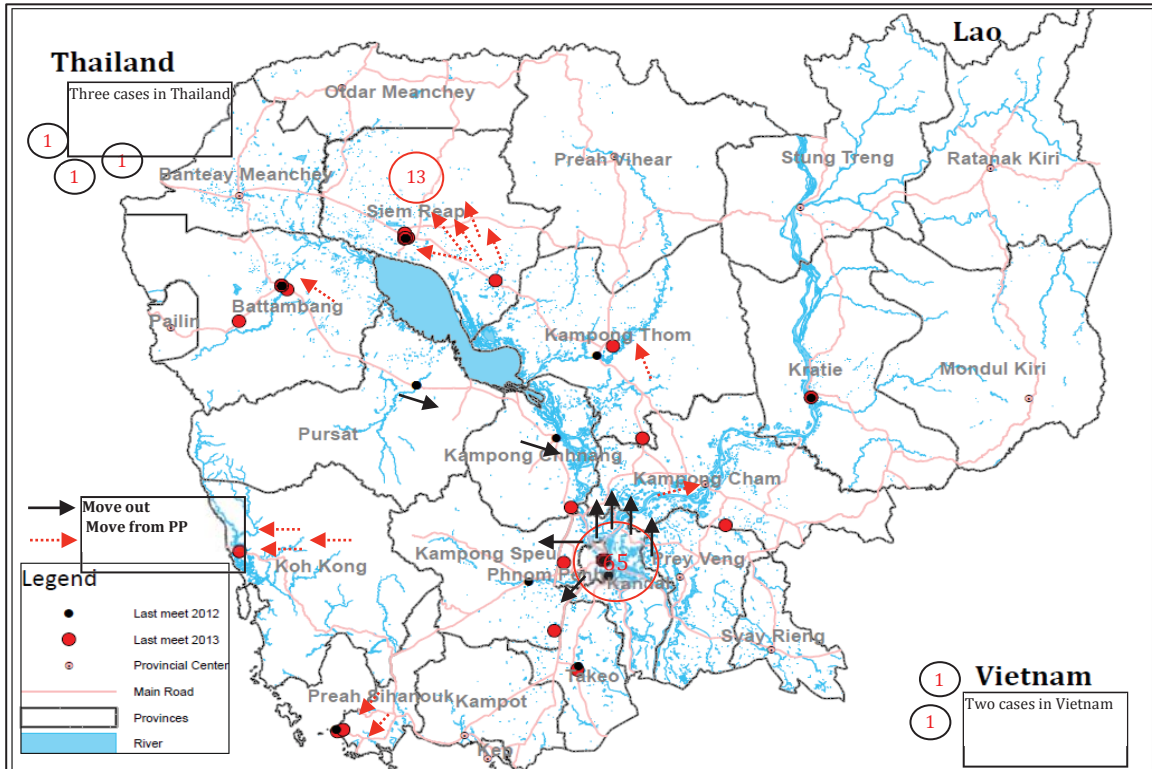 Lao
Thailand
Three cases in Thailand
Otdar Meanchey
1
1
1
Banteay Meanchey
13
Preah Vihear
Stung Treng
Ratanak Kiri
Siem Reap
Battambang
Pailin
Kampong Thom
Kratie
Mondul Kiri
Pursat
Kampong Chhnang
Kampong Cham
Move out
Move from PP
Kampong Speu
Prey Veng
Koh Kong
Phnom Penh
65
Kandal
Legend
Last meet 2012
Last meet 2013
Provincial Center
Main Road
Provinces
River
Svay Rieng
Takeo
Preah Sihanouk
Kampot
Keb
1
Vietnam
1
Two cases in Vietnam